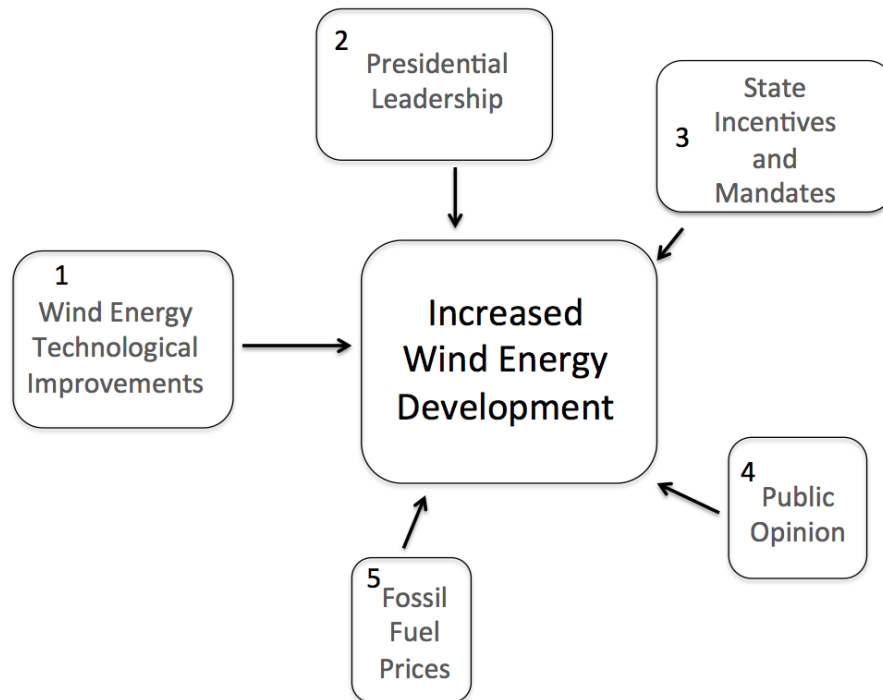 1
Wind Energy
Technological
Improvements
2
Presidential
Leadership
3
State
Incentives
and
Mandates
Increased
Wind Energy
Development
4
Public
Opinion
5
Fossil
Fuel
Prices